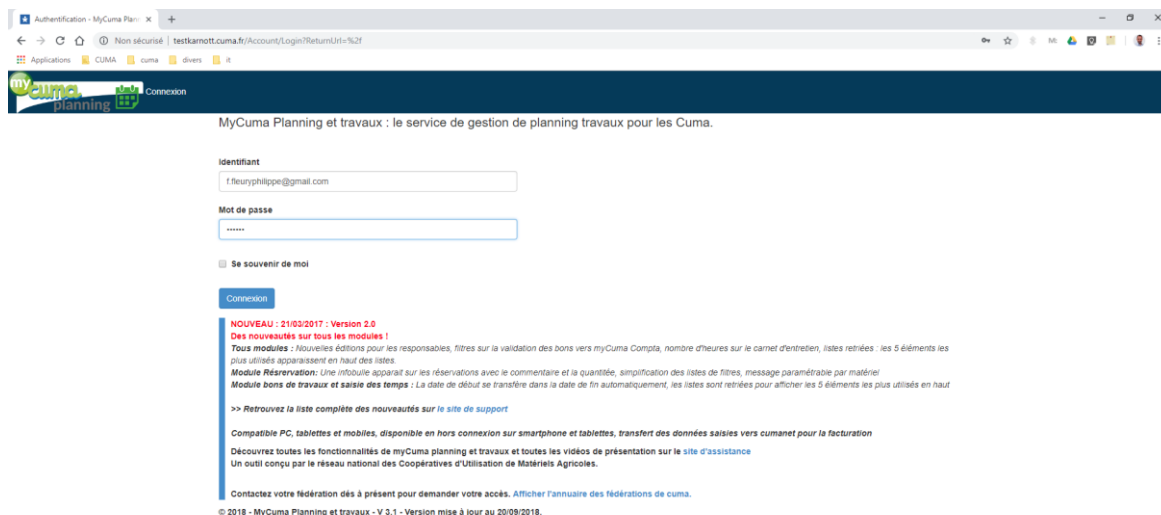 Authentification - MyCuma Plan
Non sécurisé | testkarnott.cuma.fr/Account/Login?ReturnUrl=%2f
Applications CUMA cuma divers it
my cuma planning Connexion
MyCuma Planning et travaux : le service de gestion de planning travaux pour les Cuma.
Identifiant
f.fleuryphilippe@gmail.com
Mot de passe
••••••
Se souvenir de moi
Connexion
NOUVEAU : 21/03/2017 : Version 2.0
Des nouveautés sur tous les modules !
Tous modules : Nouvelles éditions pour les responsables, filtres sur la validation des bons vers myCuma Compta, nombre d'heures sur le carnet d'entretien, listes retriées : les 5 éléments les
plus utilisés apparaissent en haut des listes.
Module Résrervation: Une infobulle apparait sur les réservations avec le commentaire et la quantitée, simplification des listes de filtres, message paramétrable par matériel
Module bons de travaux et saisie des temps : La date de début se transfère dans la date de fin automatiquement, les listes sont retriées pour afficher les 5 éléments les plus utilisés en haut
>> Retrouvez la liste complète des nouveautés sur le site de support
Compatible PC, tablettes et mobiles, disponible en hors connexion sur smartphone et tablettes, transfert des données saisies vers cumanet pour la facturation
Découvrez toutes les fonctionnalités de myCuma planning et travaux et toutes les vidéos de présentation sur le site d'assistance
Un outil conçu par le réseau national des Coopératives d'Utilisation de Matériels Agricoles.
Contactez votre fédération dès à présent pour demander votre accès. Afficher l'annuaire des fédérations de cuma.
© 2018 - MyCuma Planning et travaux - V 3.1 - Version mise à jour au 20/09/2018.